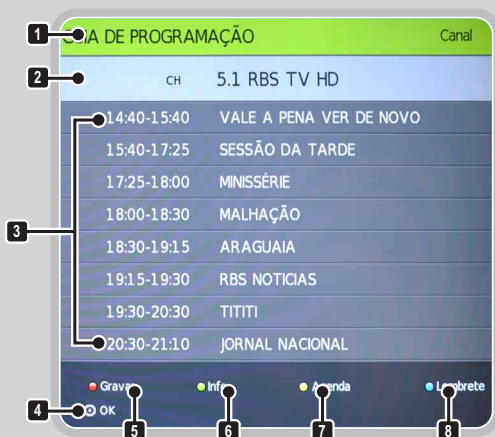 1 GUIA DE PROGRAMAÇÃO Canal
2 CH 5.1 RBS TV HD
14:40-15:40 VALE A PENA VER DE NOVO
15:40-17:25 SESSÃO DA TARDE
17:25-18:00 MINISSÉRIE
18:00-18:30 MALHAÇÃO
3 18:30-19:15 ARAGUAIA
19:15-19:30 RBS NOTICIAS
19:30-20:30 TITITI
20:30-21:10 JORNAL NACIONAL
Gravar Info Agenda Lembrete
4 OK
5 6 7 8